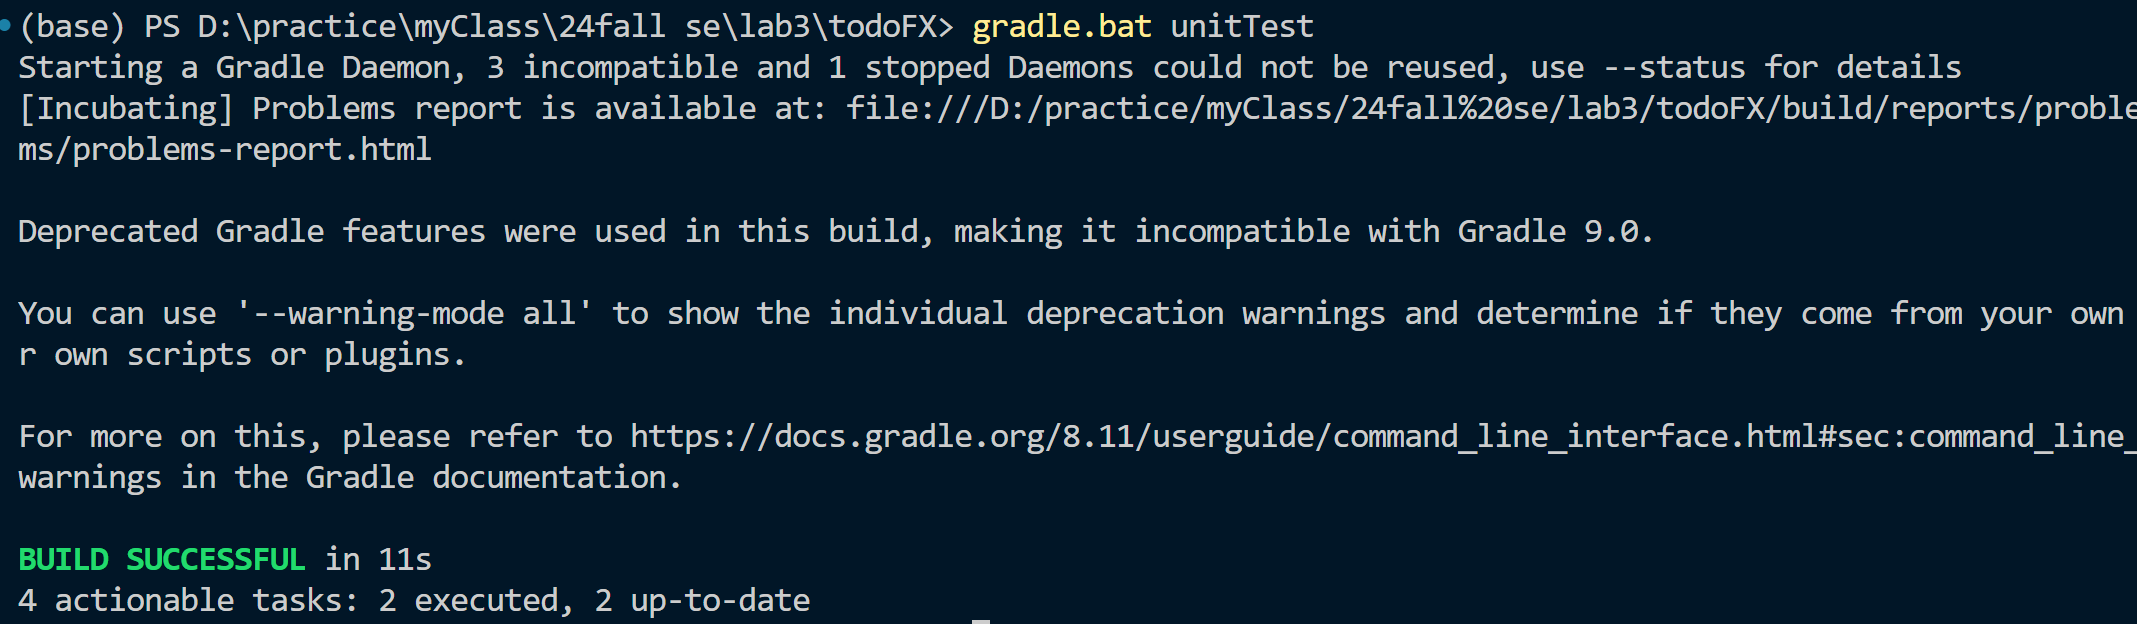 (base) PS D:\practice\myClass\24fall se\lab3\todoFX> gradle.bat unitTest
Starting a Gradle Daemon, 3 incompatible and 1 stopped Daemons could not be reused, use --status for details
[Incubating] Problems report is available at: file:///D:/practice/myClass/24fall%20se/lab3/todoFX/build/reports/proble
ms/problems-report.html
Deprecated Gradle features were used in this build, making it incompatible with Gradle 9.0.
You can use '--warning-mode all' to show the individual deprecation warnings and determine if they come from your own
r own scripts or plugins.
For more on this, please refer to https://docs.gradle.org/8.11/userguide/command_line_interface.html#sec:command_line_
warnings in the Gradle documentation.
BUILD SUCCESSFUL in 11s
4 actionable tasks: 2 executed, 2 up-to-date